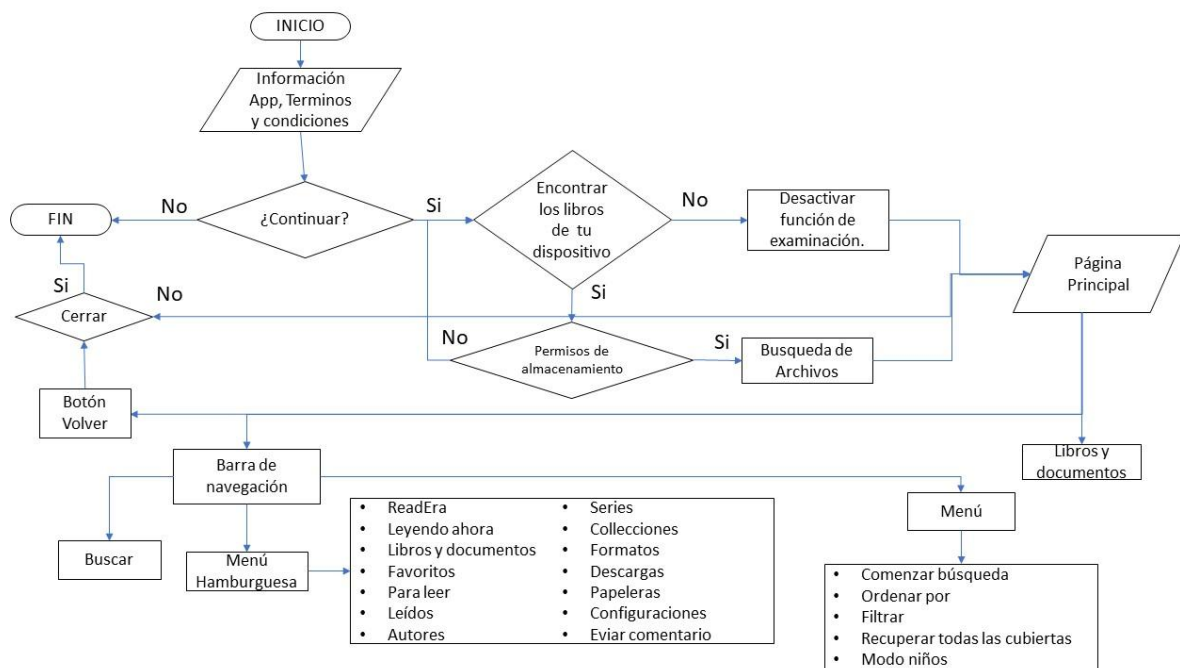 INICIO
Información
App, Terminos
y condiciones
¿Continuar?
No
Si
FIN
Encontrar
los libros
de tu
dispositivo
No
Desactivar
función de
examinación.
Página
Principal
Si
Si
No
Cerrar
No
Permisos de
almacenamiento
Si
Busqueda de
Archivos
Botón
Volver
Libros y
documentos
Barra de
navegación
Buscar
Menú
Hamburguesa
• ReadEra
• Leyendo ahora
• Libros y documentos
• Favoritos
• Para leer
• Leídos
• Autores
• Series
• Collecciones
• Formatos
• Descargas
• Papeleras
• Configuraciones
• Eviar comentario
Menú
• Comenzar búsqueda
• Ordenar por
• Filtrar
• Recuperar todas las cubiertas
• Modo niños